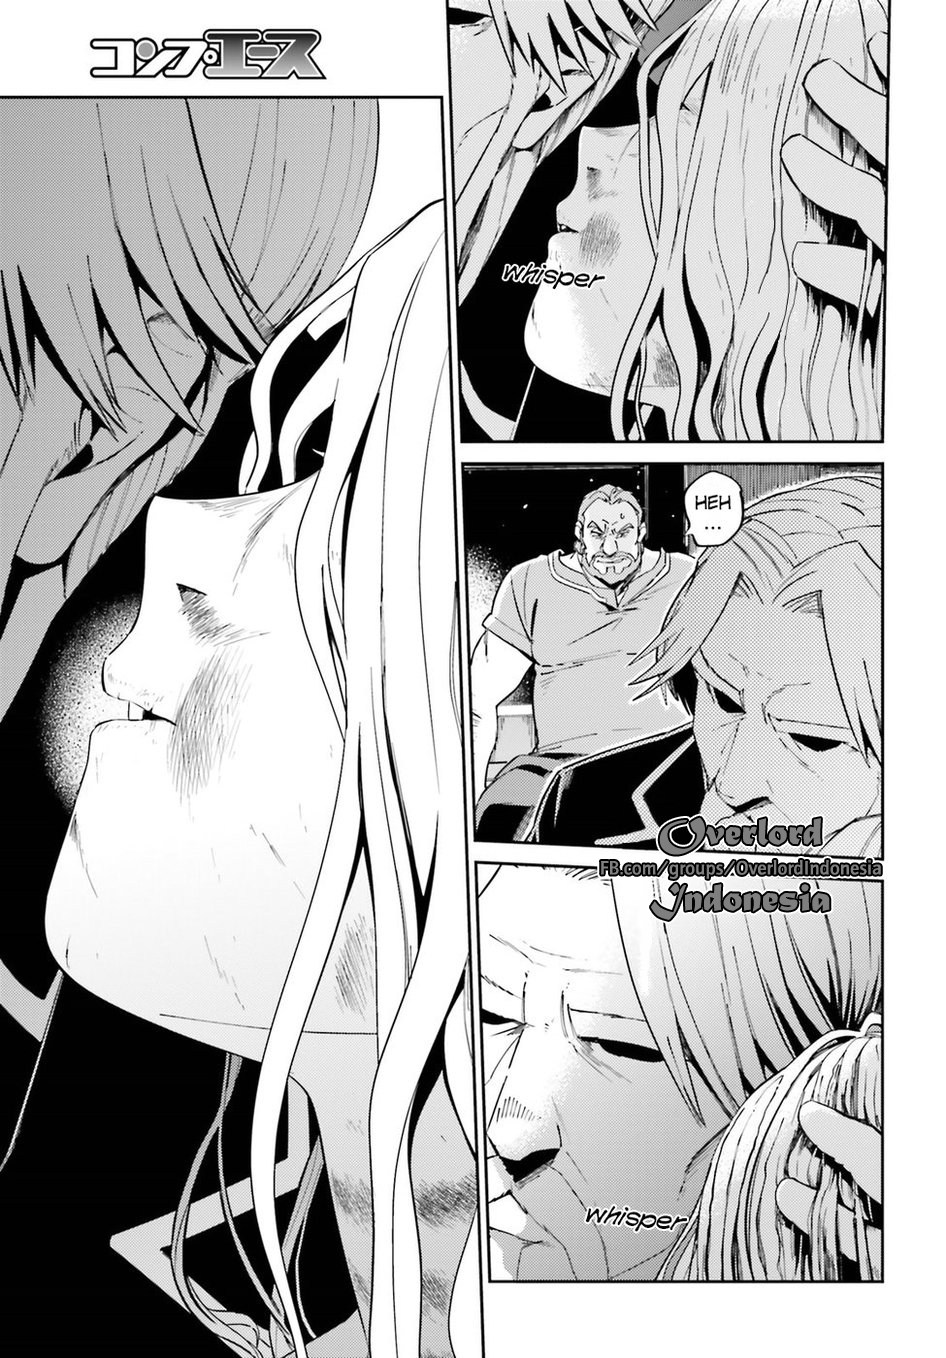 コンプエース
whisper
HEH
...
Overlord
FB.com/groups/OverlordIndonesia
Indonesia
whisper